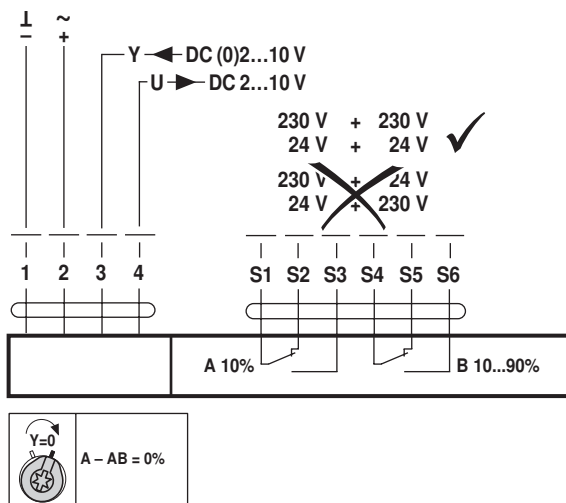 ⊥ ~
– +
Y DC (0)2...10 V
U DC 2...10 V
230 V + 230 V
24 V + 24 V
230 V + 24 V
24 V + 230 V
1 2 3 4 S1 S2 S3 S4 S5 S6
A 10% B 10...90%
Y=0
A – AB = 0%